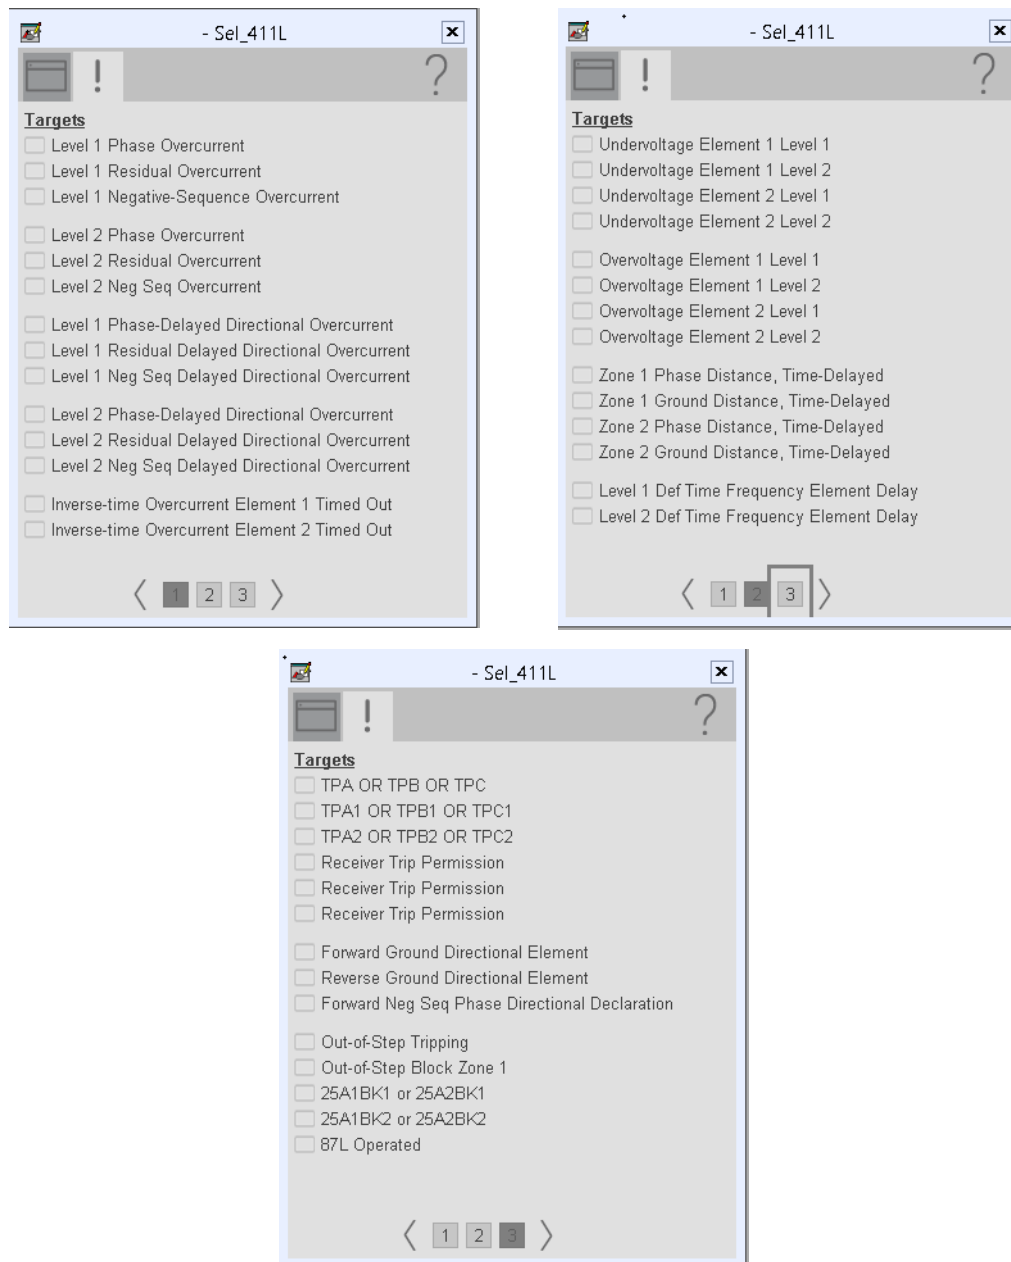 - Sel_411L
!
?
Targets
Level 1 Phase Overcurrent
Level 1 Residual Overcurrent
Level 1 Negative-Sequence Overcurrent
Level 2 Phase Overcurrent
Level 2 Residual Overcurrent
Level 2 Neg Seq Overcurrent
Level 1 Phase-Delayed Directional Overcurrent
Level 1 Residual Delayed Directional Overcurrent
Level 1 Neg Seq Delayed Directional Overcurrent
Level 2 Phase-Delayed Directional Overcurrent
Level 2 Residual Delayed Directional Overcurrent
Level 2 Neg Seq Delayed Directional Overcurrent
Inverse-time Overcurrent Element 1 Timed Out
Inverse-time Overcurrent Element 2 Timed Out
1 2 3
- Sel_411L
!
?
Targets
Undervoltage Element 1 Level 1
Undervoltage Element 1 Level 2
Undervoltage Element 2 Level 1
Undervoltage Element 2 Level 2
Overvoltage Element 1 Level 1
Overvoltage Element 1 Level 2
Overvoltage Element 2 Level 1
Overvoltage Element 2 Level 2
Zone 1 Phase Distance, Time-Delayed
Zone 1 Ground Distance, Time-Delayed
Zone 2 Phase Distance, Time-Delayed
Zone 2 Ground Distance, Time-Delayed
Level 1 Def Time Frequency Element Delay
Level 2 Def Time Frequency Element Delay
1 2 3
- Sel_411L
!
?
Targets
TPA OR TPB OR TPC
TPA1 OR TPB1 OR TPC1
TPA2 OR TPB2 OR TPC2
Receiver Trip Permission
Receiver Trip Permission
Receiver Trip Permission
Forward Ground Directional Element
Reverse Ground Directional Element
Forward Neg Seq Phase Directional Declaration
Out-of-Step Tripping
Out-of-Step Block Zone 1
25A1BK1 or 25A2BK1
25A1BK2 or 25A2BK2
87L Operated
1 2 3